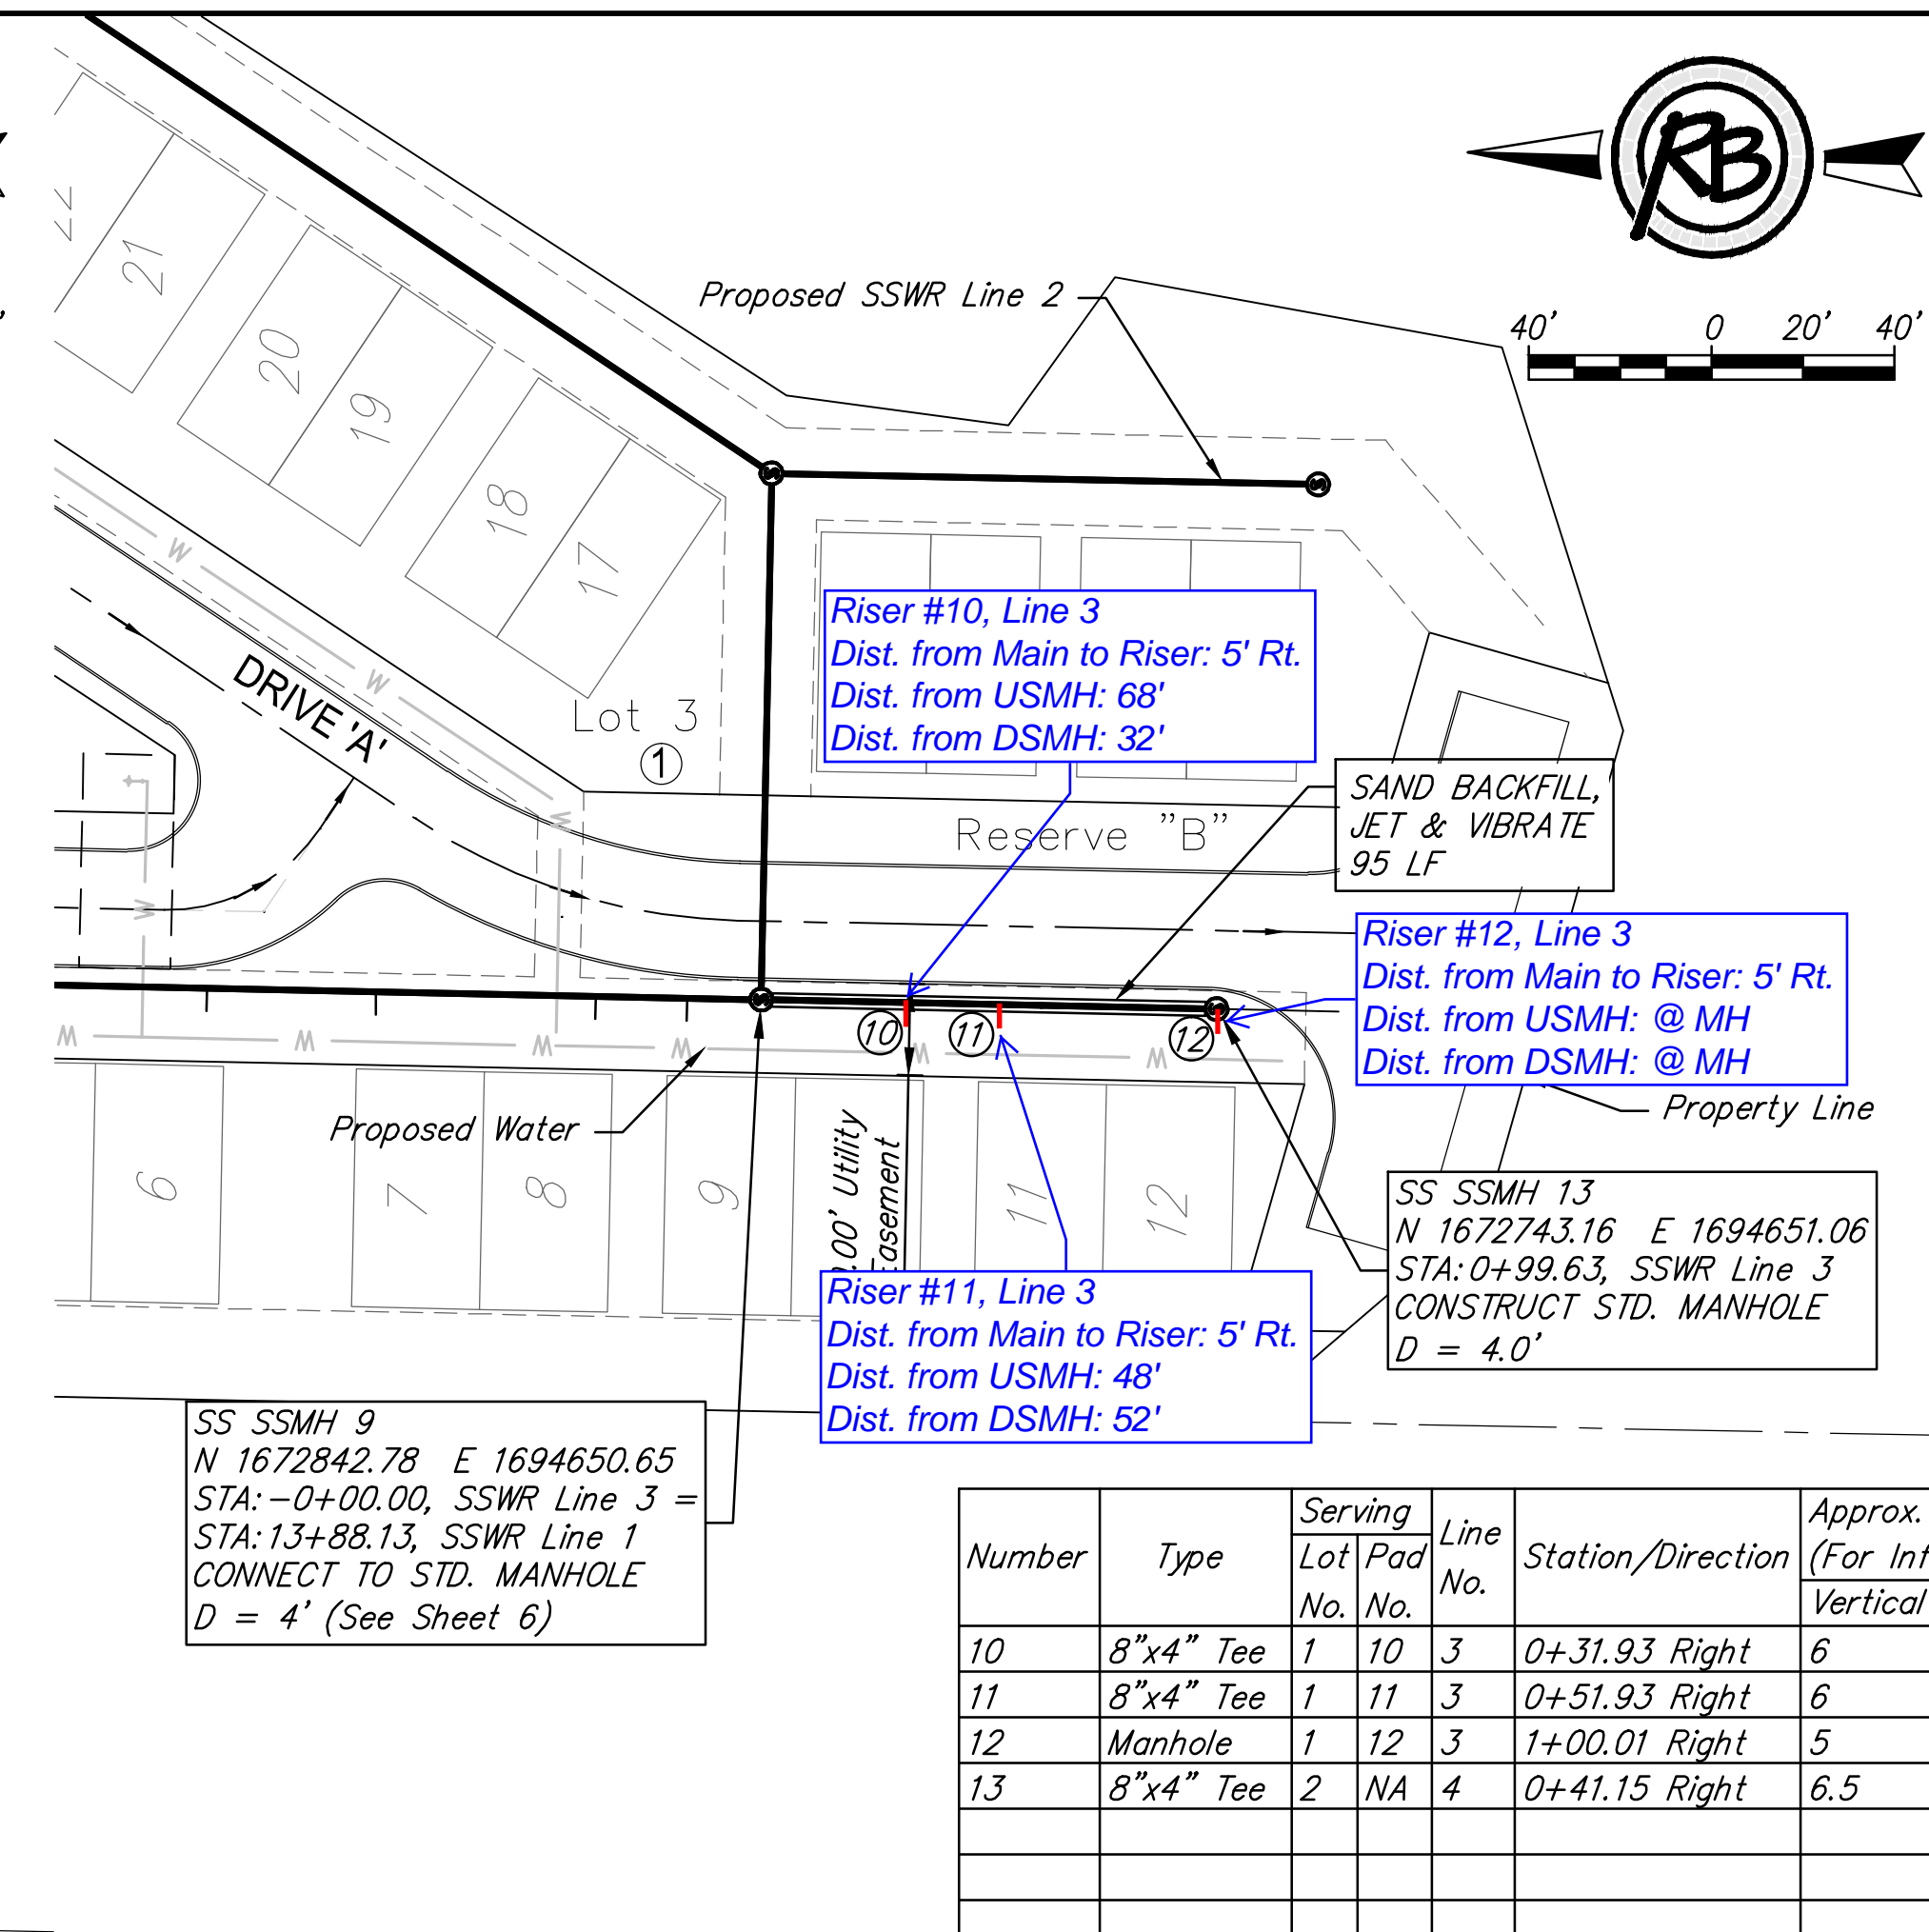 RB
40' 0 20' 40'
Proposed SSWR Line 2
21
20
19
18
17
Lot 3
1
DRIVE 'A'
W
W
W
W
Riser #10, Line 3
Dist. from Main to Riser: 5' Rt.
Dist. from USMH: 68'
Dist. from DSMH: 32'
SAND BACKFILL,
JET & VIBRATE
95 LF
Reserve "B"
Riser #12, Line 3
Dist. from Main to Riser: 5' Rt.
Dist. from USMH: @ MH
Dist. from DSMH: @ MH
S
S
S
S
10
11
12
W
W
W
W
W
W
Proposed Water
Property Line
6
7
8
9
11
12
.00' Utility
Easement
SS SSMH 13
N 1672743.16 E 1694651.06
STA: 0+99.63, SSWR Line 3
CONSTRUCT STD. MANHOLE
D = 4.0'
Riser #11, Line 3
Dist. from Main to Riser: 5' Rt.
Dist. from USMH: 48'
Dist. from DSMH: 52'
SS SSMH 9
N 1672842.78 E 1694650.65
STA: -0+00.00, SSWR Line 3 =
STA: 13+88.13, SSWR Line 1
CONNECT TO STD. MANHOLE
D = 4' (See Sheet 6)
Number Type Serving Line No. Station/Direction Approx.
Lot No. Pad No. (For Inf
Vertical
10 8"x4" Tee 1 10 3 0+31.93 Right 6
11 8"x4" Tee 1 11 3 0+51.93 Right 6
12 Manhole 1 12 3 1+00.01 Right 5
13 8"x4" Tee 2 NA 4 0+41.15 Right 6.5